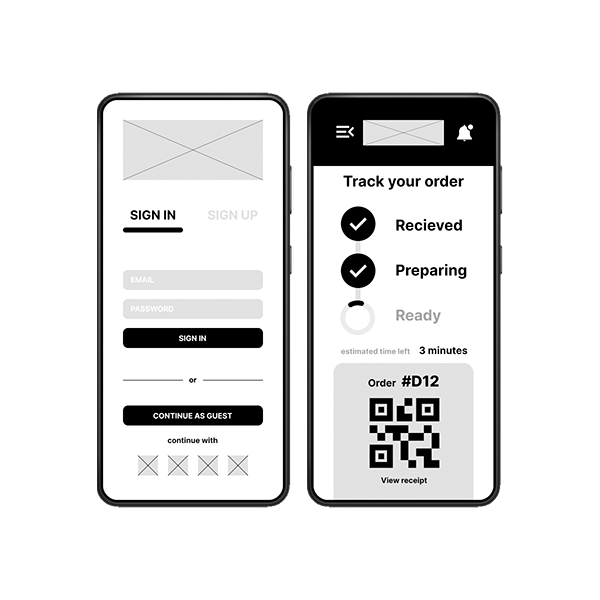 SIGN IN SIGN UP
EMAIL
PASSWORD
SIGN IN
or
CONTINUE AS GUEST
continue with
Track your order
Recieved
Preparing
Ready
estimated time left 3 minutes
Order #D12
View receipt